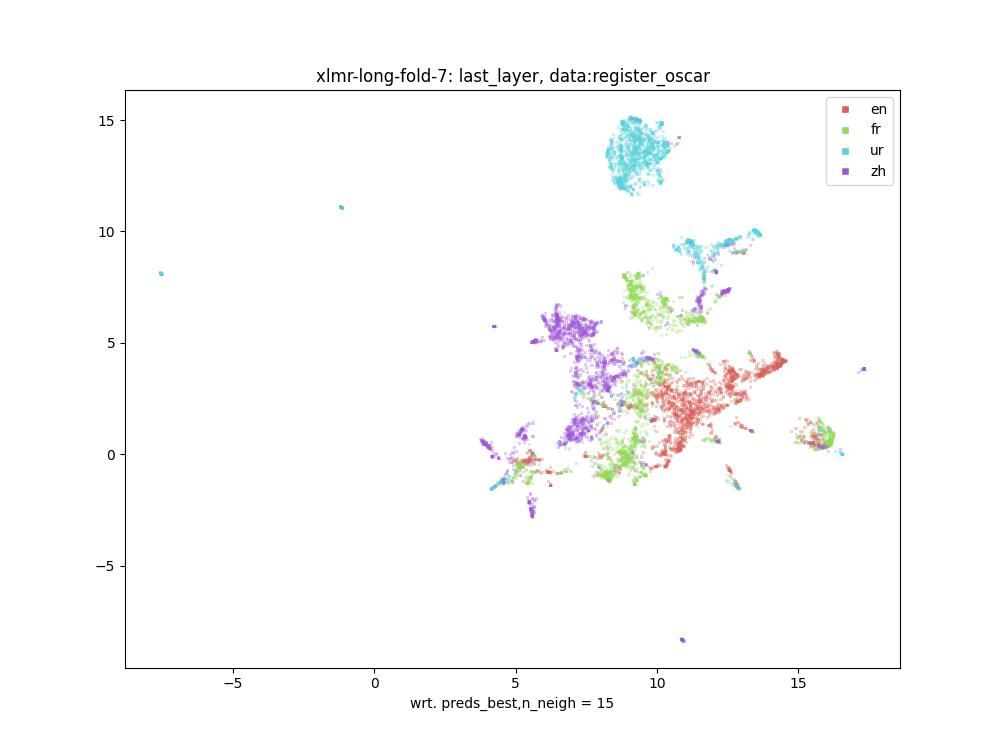 xlmr-long-fold-7: last_layer, data:register_oscar
en
fr
ur
zh
15
10
5
0
−5
−5
0
5
10
15
wrt. preds_best,n_neigh = 15